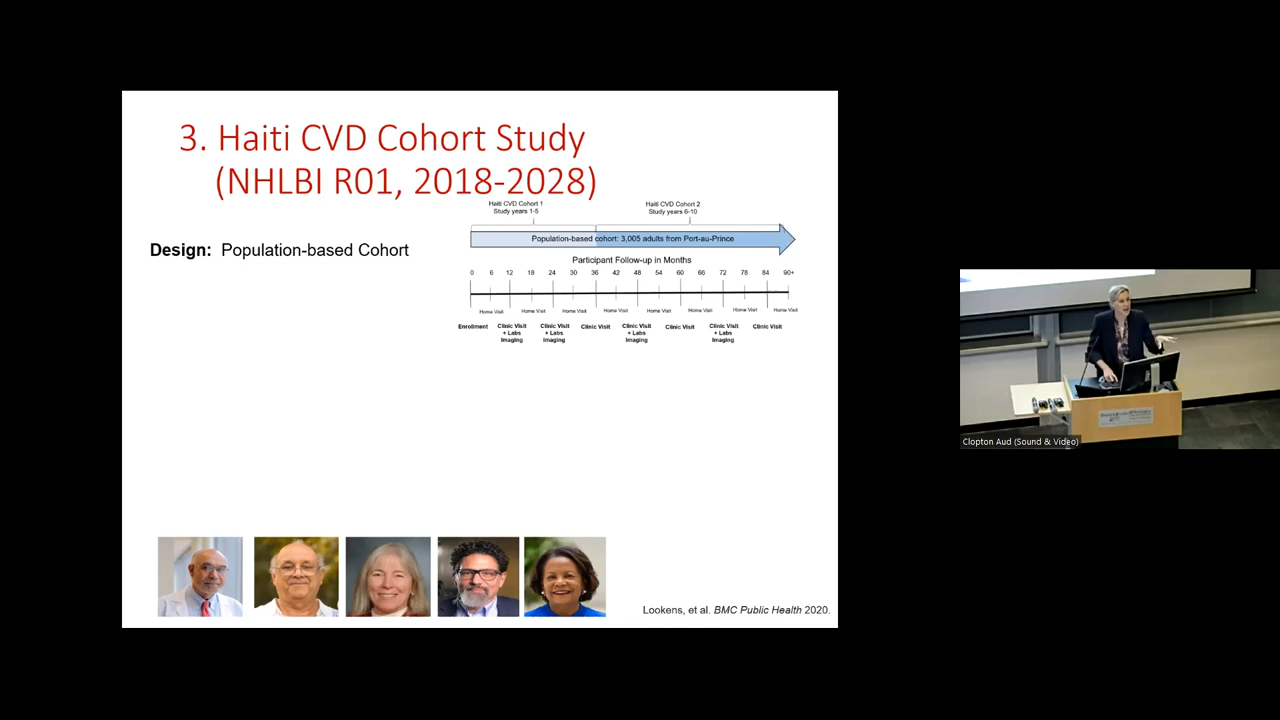 3. Haiti CVD Cohort Study
(NHLBI R01, 2018-2028)
Haiti CVD Cohort 1
Study years 1-5
Haiti CVD Cohort 2
Study years 6-10
Population-based cohort: 3,005 adults from Port-au-Prince
Design: Population-based Cohort
Participant Follow-up in Months
0 6 12 18 24 30 36 42 48 54 60 66 72 78 84 90+
Home Visit Home Visit Home Visit Home Visit Home Visit Home Visit Home Visit Home Visit
Enrollment Clinic Visit Clinic Visit Clinic Visit Clinic Visit Clinic Visit Clinic Visit Clinic Visit
+ Labs + Labs + Labs + Labs
Imaging Imaging Imaging Imaging
Lookens, et al. BMC Public Health 2020.
Clopton Aud (Sound & Video)